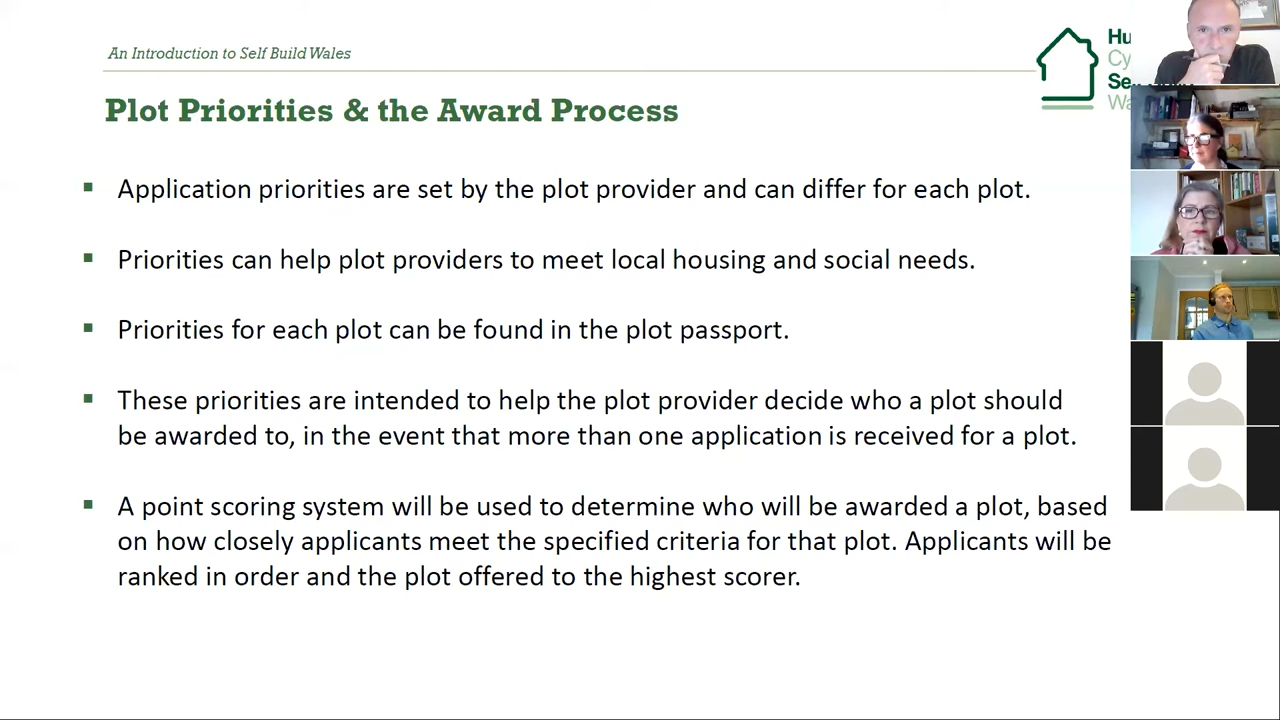 An Introduction to Self Build Wales
Plot Priorities & the Award Process
Application priorities are set by the plot provider and can differ for each plot.
Priorities can help plot providers to meet local housing and social needs.
Priorities for each plot can be found in the plot passport.
These priorities are intended to help the plot provider decide who a plot should
be awarded to, in the event that more than one application is received for a plot.
A point scoring system will be used to determine who will be awarded a plot, based
on how closely applicants meet the specified criteria for that plot. Applicants will be
ranked in order and the plot offered to the highest scorer.